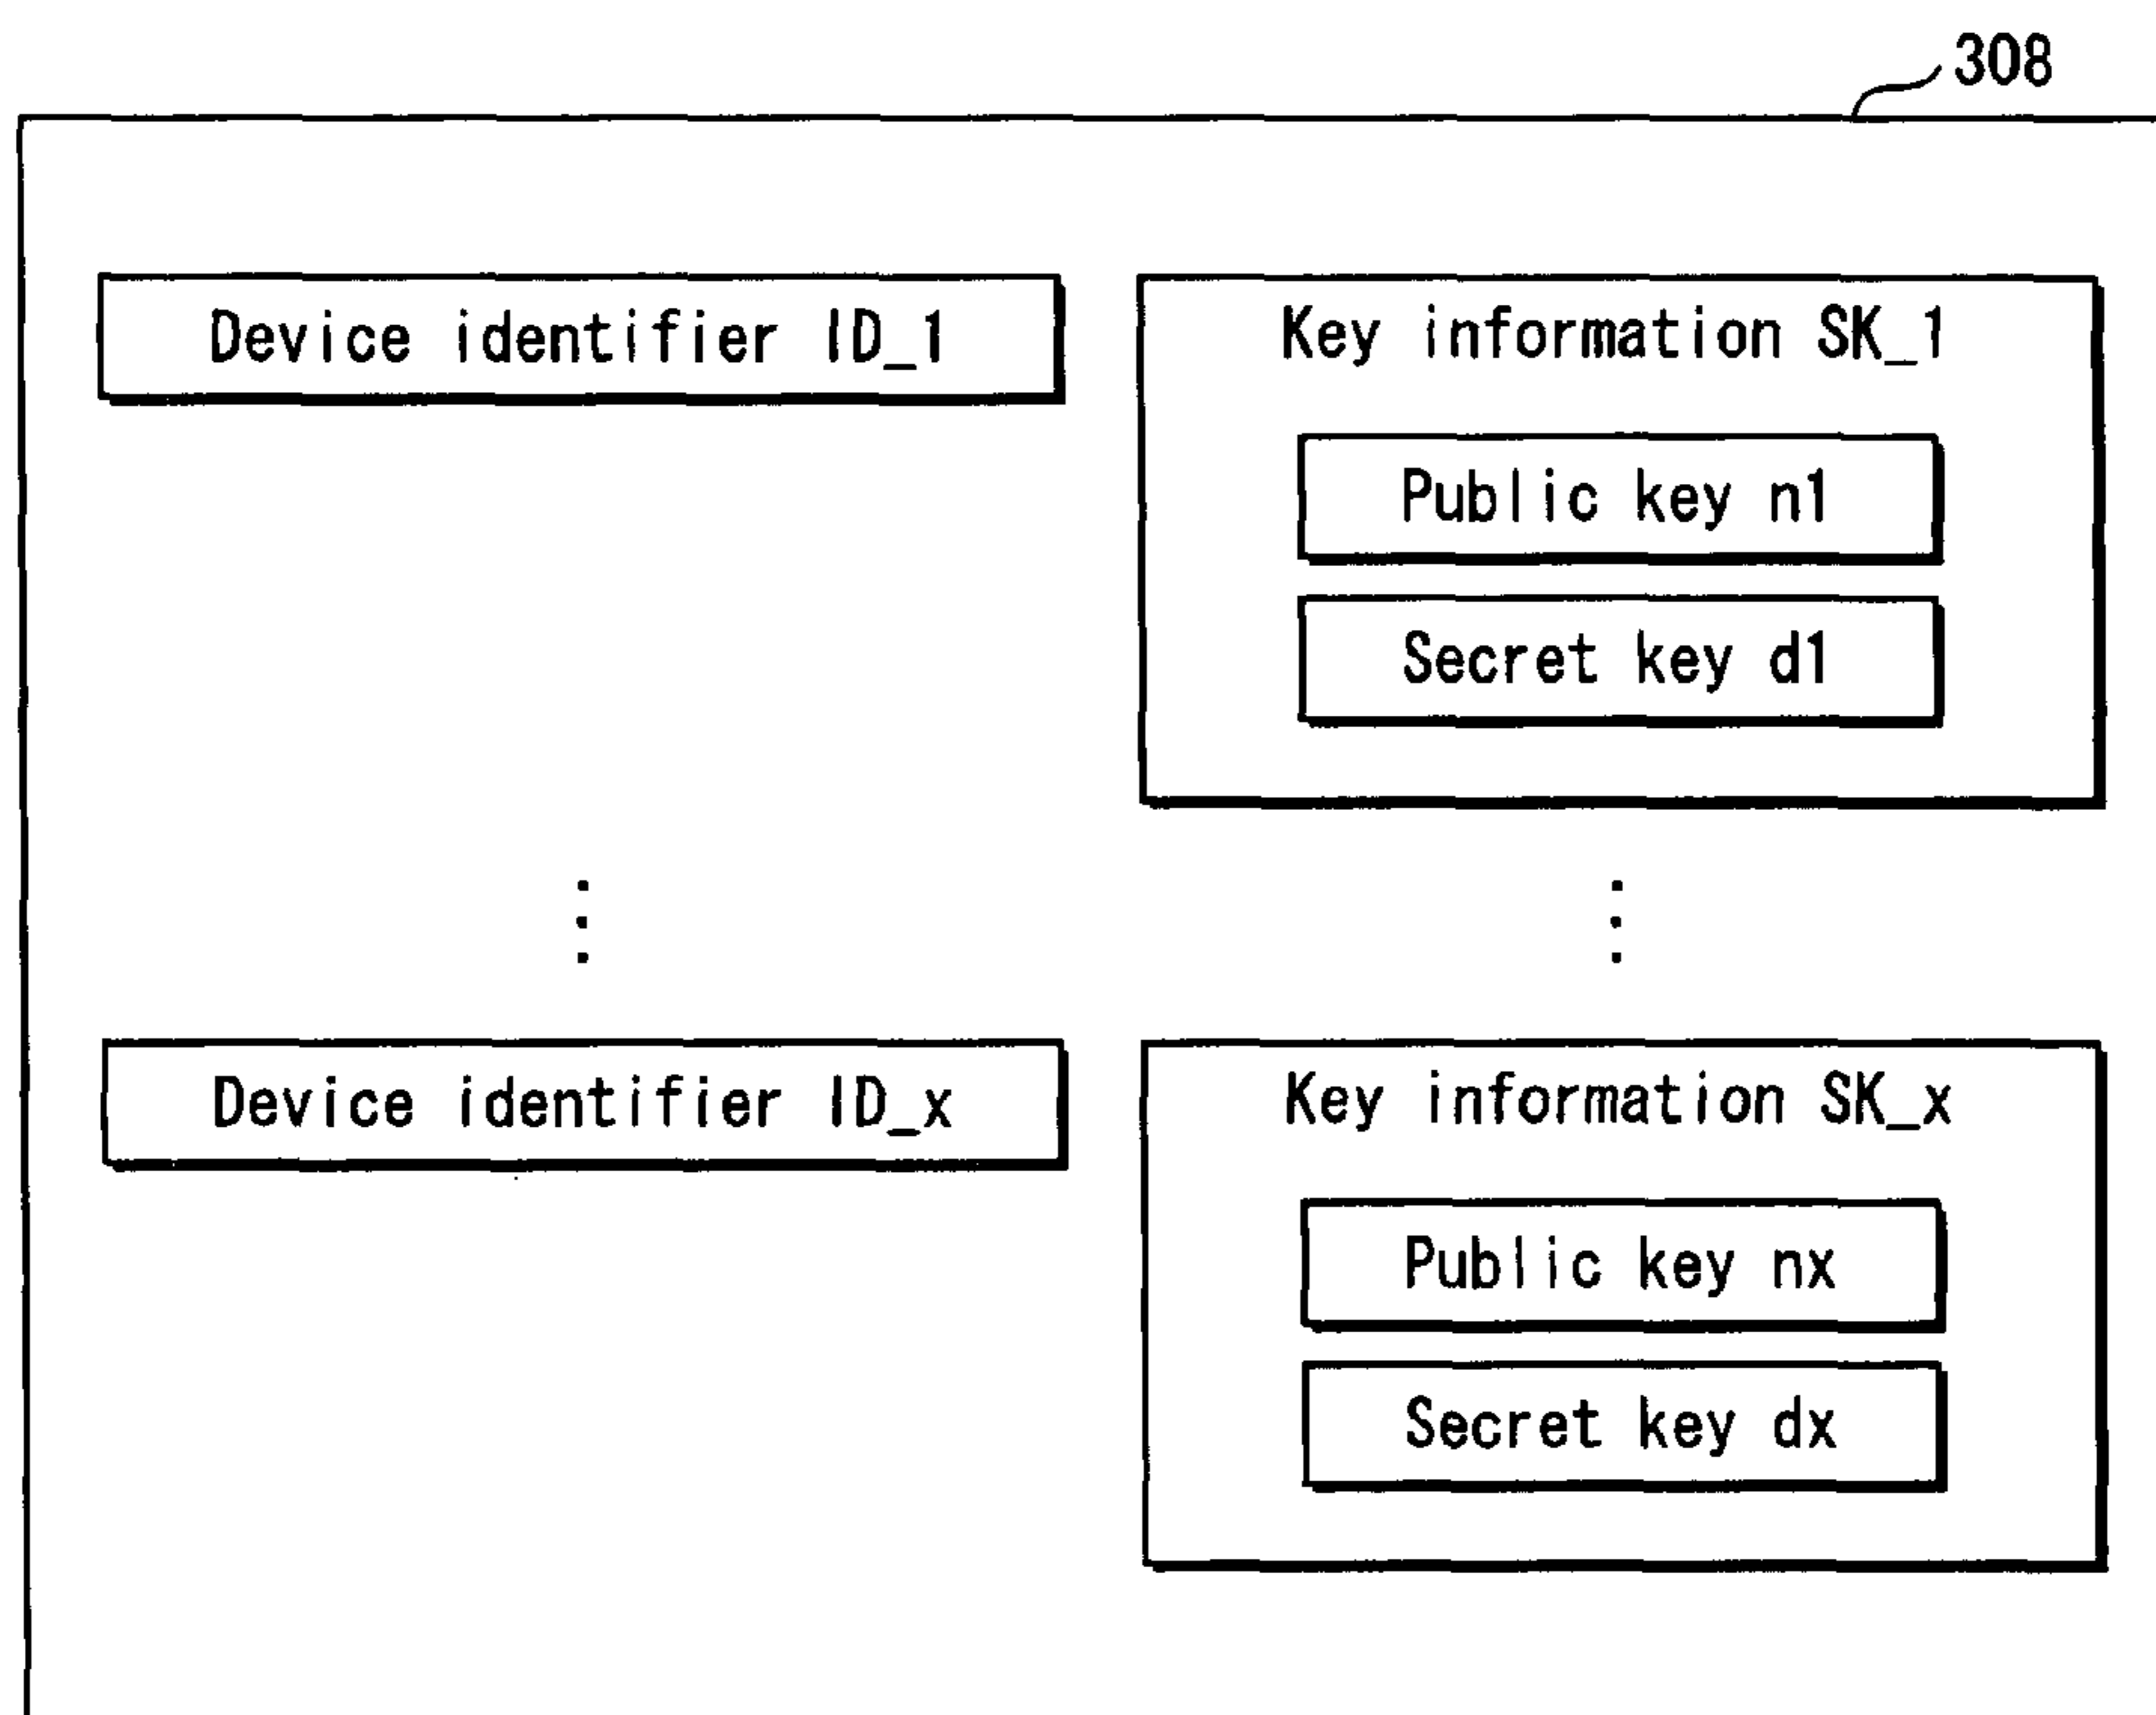 308
Device identifier ID_1
Key information SK_1
Public key n1
Secret key d1
Device identifier ID_x
Key information SK_x
Public key nx
Secret key dx